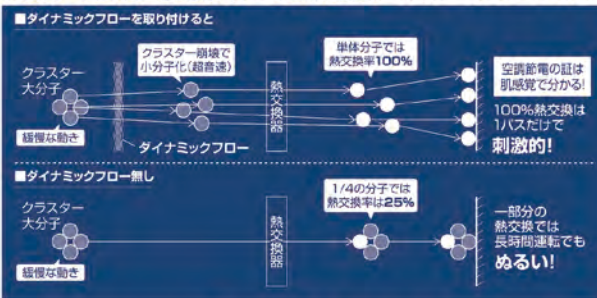 ■ダイナミックフローを取り付けると
クラスター
大分子
緩慢な動き
クラスター崩壊で
小分子化(超音速)
ダイナミックフロー
熱交換器
単体分子では
熱交換率100%
空調節電の証は
肌感覚で分かる!
100%熱交換は
1パスだけで
刺激的!
■ダイナミックフロー無し
クラスター
大分子
緩慢な動き
熱交換器
1/4の分子では
熱交換率は25%
一部分の
熱交換では
長時間運転でも
ぬるい!